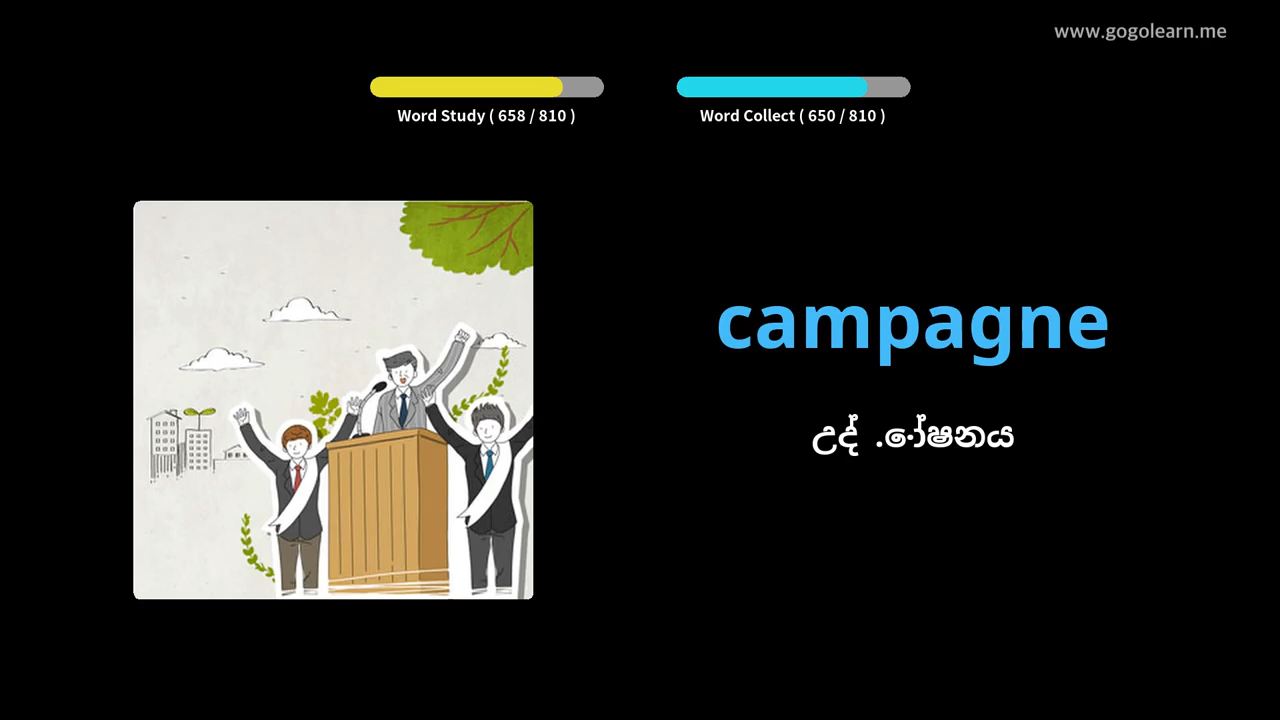 www.gogolearn.me
Word Study ( 658 / 810 )
Word Collect ( 650 / 810 )
campagne
උද් .ෝෂනය